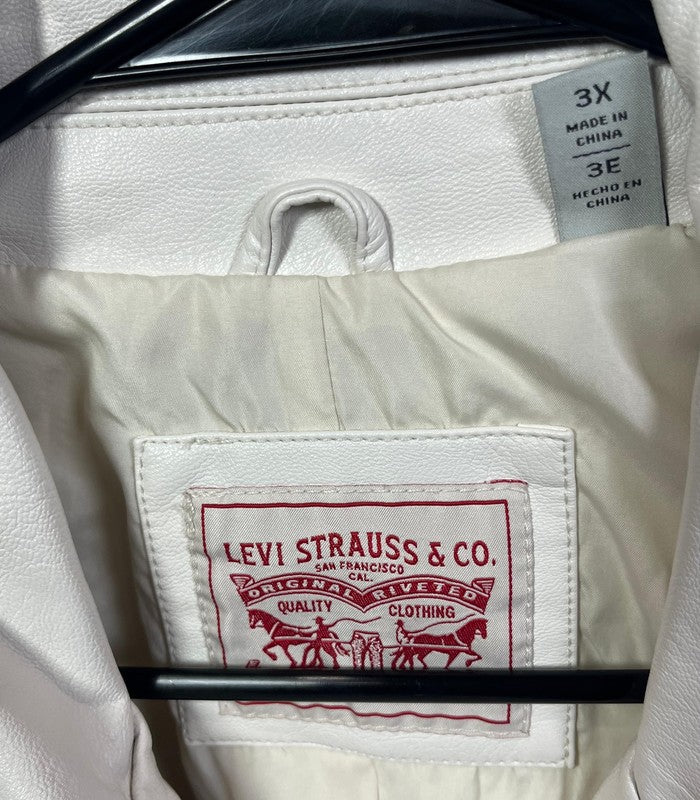 3X
MADE IN
CHINA
3E
HECHO EN
CHINA
LEVI STRAUSS & CO.
SAN FRANCISCO
CAL.
ORIGINAL RIVETED
QUALITY CLOTHING